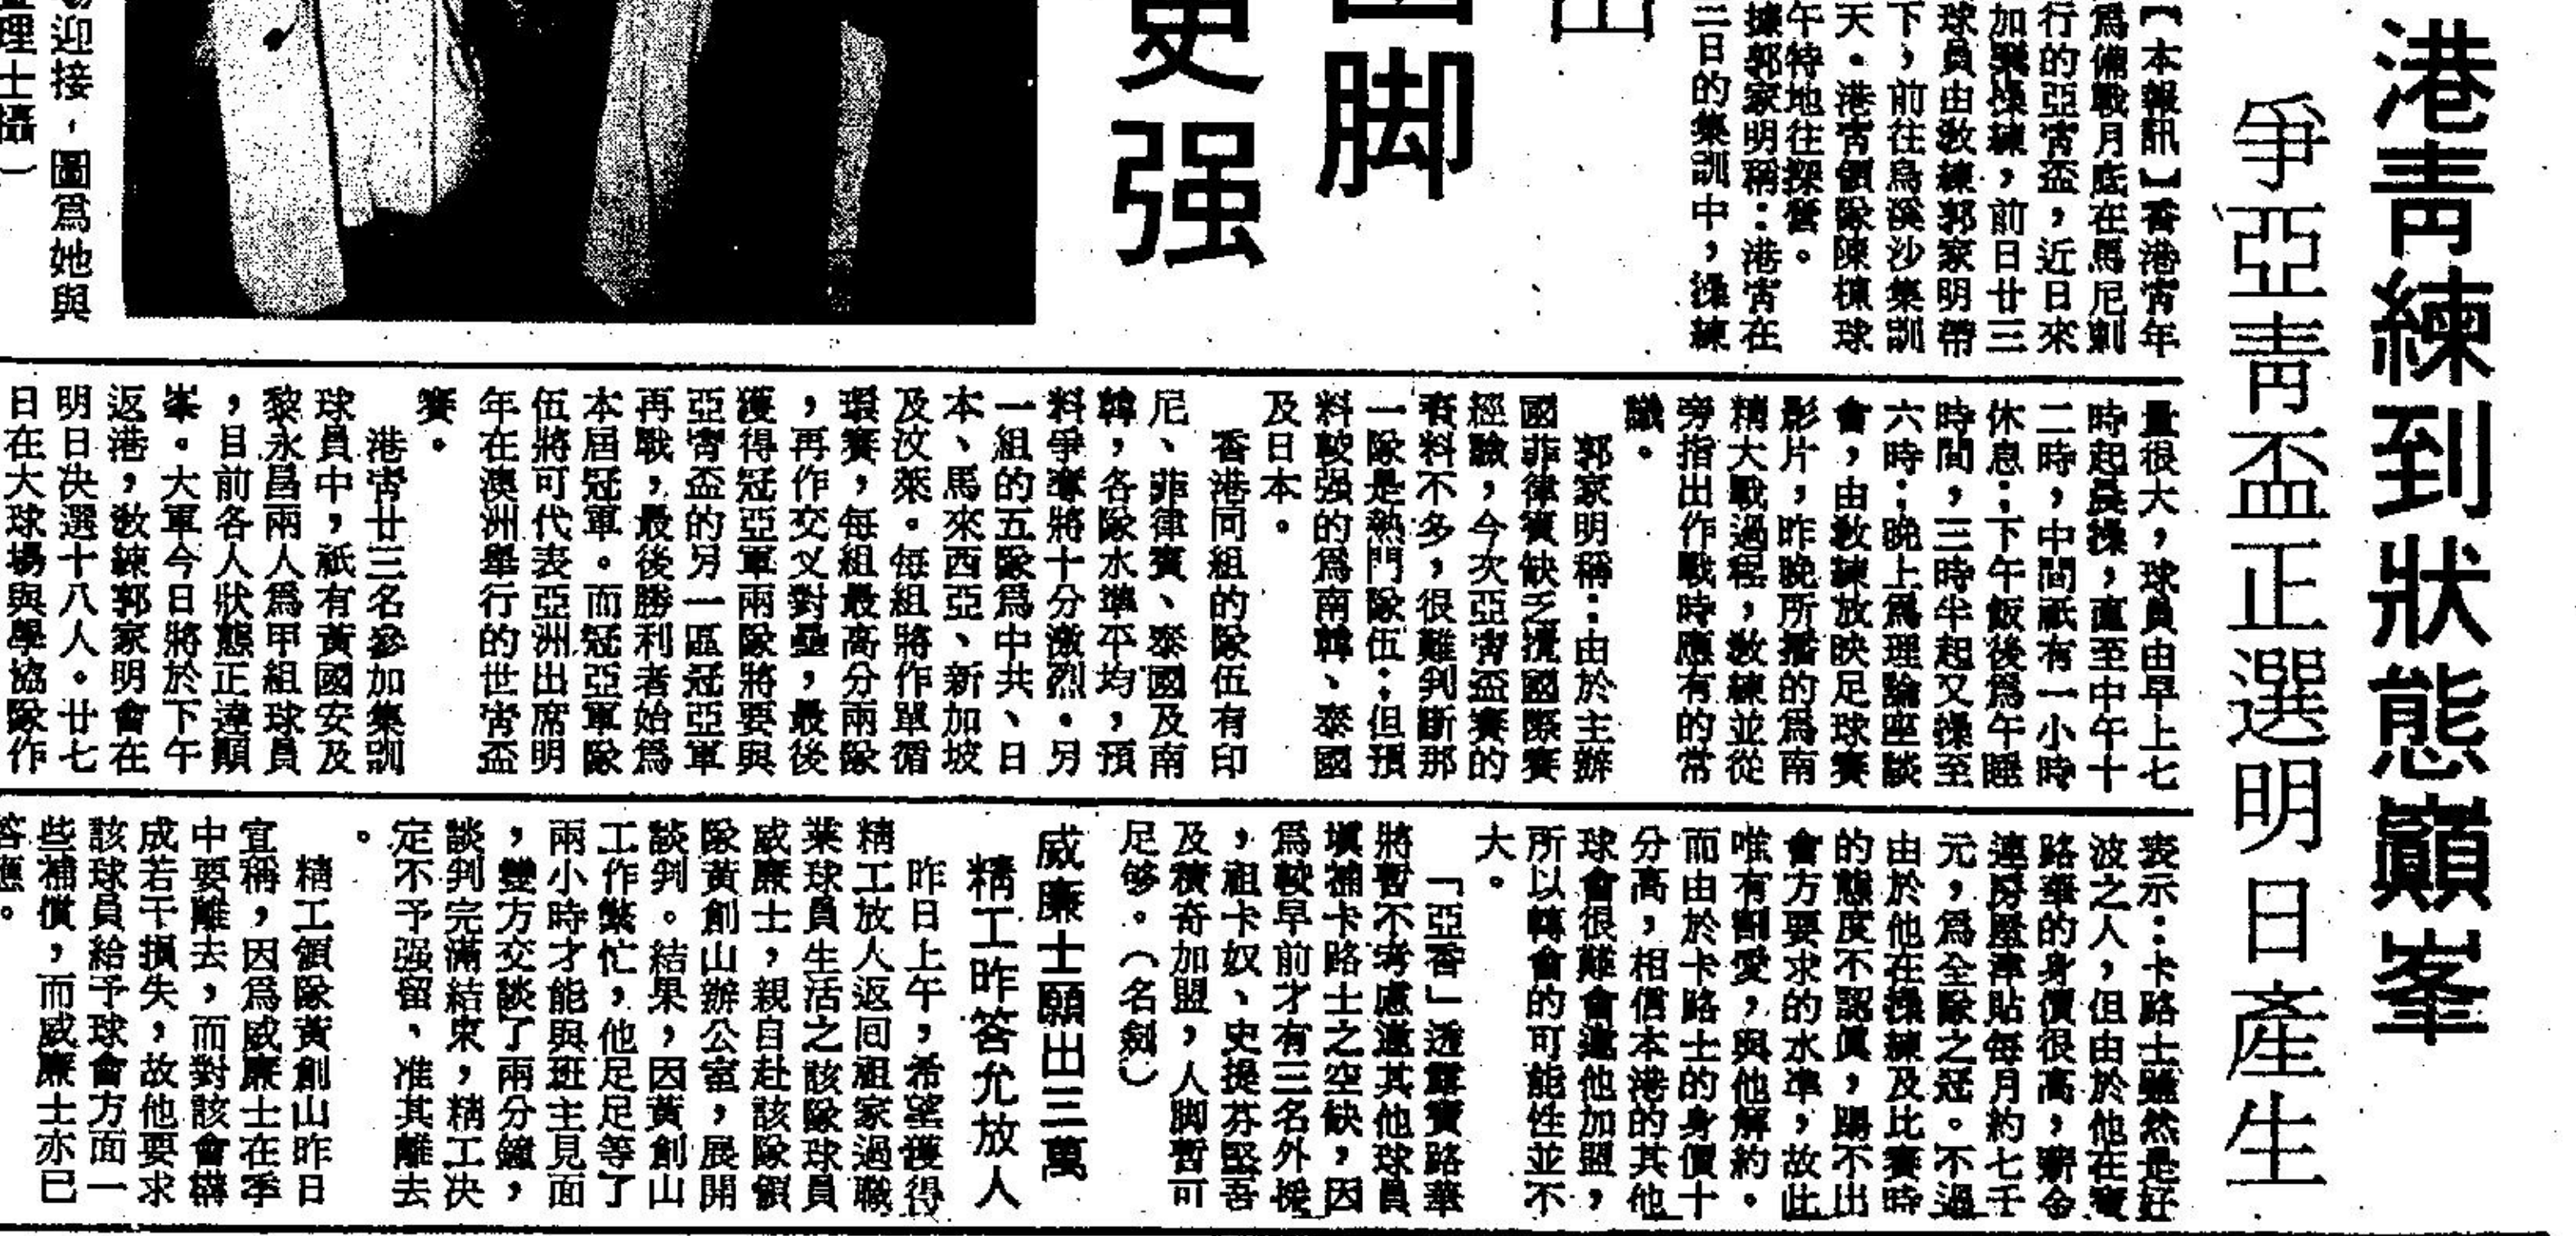 港靑練到狀態巔峯
爭亞靑盃正選明日產生
【本報訊】香港靑年
爲備戰月底在馬尼剌
行的亞靑盃，近日來
加緊操練，前日廿三
球員由敎練郭家明帶
下，前往烏溪沙集訓
天。港靑領隊陳棟球
午特地往探營。
據郭家明稱：港靑在
三日的集訓中，操練
量很大，球員由早上七
時起晨操，直至中午十
二時，中間祇有一小時
休息；下午飯後爲午睡
時間，三時半起又操至
六時；晚上爲理論座談
會，由敎練放映足球賽
影片，昨晚所播的爲南
精大戰過程，敎練並從
旁指出作戰時應有的常
識。
郭家明稱：由於主辦
國菲律賓缺乏搅國際賽
經驗，今次亞靑盃賽的
資料不多，很難判斷那
一隊是熱門隊伍；但預
料較强的爲南韓、泰國
及日本。
香港同組的隊伍有印
尼、菲律賓、泰國及南
韓，各隊水準平均，預
料爭奪將十分激烈。另
一組的五隊爲中共、日
本、馬來西亞、新加坡
及汶萊。每組將作單循
環賽，每組最高分兩隊
，再作交叉對壘，最後
獲得冠亞軍兩隊將要與
亞靑盃的另一區冠亞軍
再戰，最後勝利者始爲
本屆冠軍。而冠亞軍隊
伍將可代表亞洲出席明
年在澳洲舉行的世靑盃
賽。
港靑廿三名參加集訓
球員中，祇有黃國安及
黎永昌兩人爲甲組球員
，目前各人狀態正達顚
峯。大軍今日將於下午
返港，敎練郭家明會在
明日决選十八人。廿七
日在大球場與學協隊作
表示：卡路士雖然是好
波之人，但由於他在寶
路華的身價很高，薪金
連房屋津貼每月約七千
元，爲全隊之冠。不過
由於他在操練及比賽時
的態度不認眞，踢不出
會方要求的水準，故此
唯有割愛，與他解約。
而由於卡路士的身價十
分高，相信本港的其他
球會很難會邀他加盟，
所以轉會的可能性並不
大。
「亞香」透露寶路華
將暫不考慮邀其他球員
塡補卡路士之空缺，因
爲較早前才有三名外援
，祖卡奴、史提芬堅吾
及積奇加盟，人脚暫可
足够。（名劍）
威廉士願出三萬
精工昨答允放人
昨日上午，希望獲得
精工放人返回祖家過職
業球員生活之該隊球員
威廉士，親自赴該隊領
隊黃創山辦公室，展開
談判。結果，因黃創山
工作繁忙，他足足等了
兩小時才能與班主見面
，雙方交談了兩分鐘，
談判完滿結束，精工决
定不予强留，准其離去
。
精工領隊黃創山昨日
宣稱，因爲威廉士在季
中要離去，而對該會構
成若干損失，故他要求
該球員給予球會方面一
些補償，而威廉士亦已
答應。
脚
更强
場迎接，圖爲她與
理士攝）